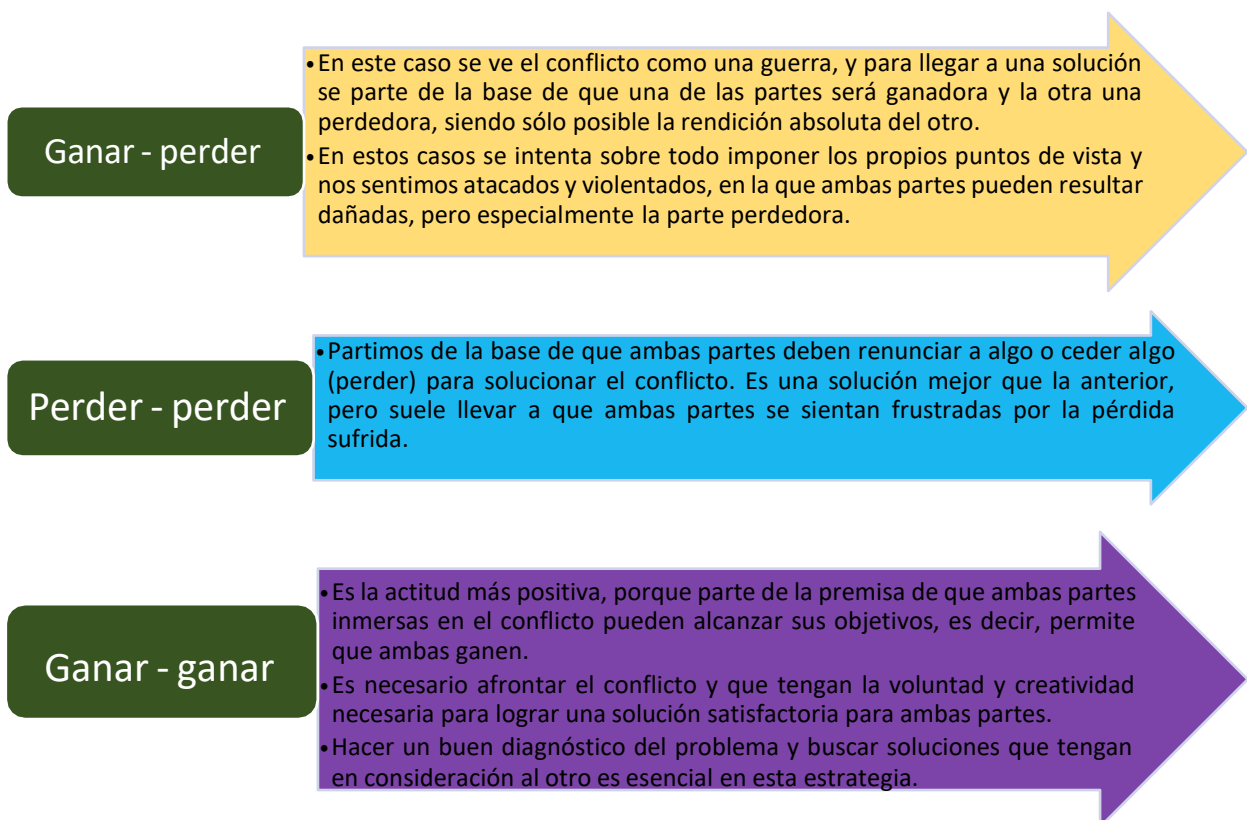 Ganar - perder
•En este caso se ve el conflicto como una guerra, y para llegar a una solución
se parte de la base de que una de las partes será ganadora y la otra una
perdedora, siendo sólo posible la rendición absoluta del otro.
•En estos casos se intenta sobre todo imponer los propios puntos de vista y
nos sentimos atacados y violentados, en la que ambas partes pueden resultar
dañadas, pero especialmente la parte perdedora.
Perder - perder
•Partimos de la base de que ambas partes deben renunciar a algo o ceder algo
(perder) para solucionar el conflicto. Es una solución mejor que la anterior,
pero suele llevar a que ambas partes se sientan frustradas por la pérdida
sufrida.
Ganar - ganar
•Es la actitud más positiva, porque parte de la premisa de que ambas partes
inmersas en el conflicto pueden alcanzar sus objetivos, es decir, permite
que ambas ganen.
•Es necesario afrontar el conflicto y que tengan la voluntad y creatividad
necesaria para lograr una solución satisfactoria para ambas partes.
•Hacer un buen diagnóstico del problema y buscar soluciones que tengan
en consideración al otro es esencial en esta estrategia.